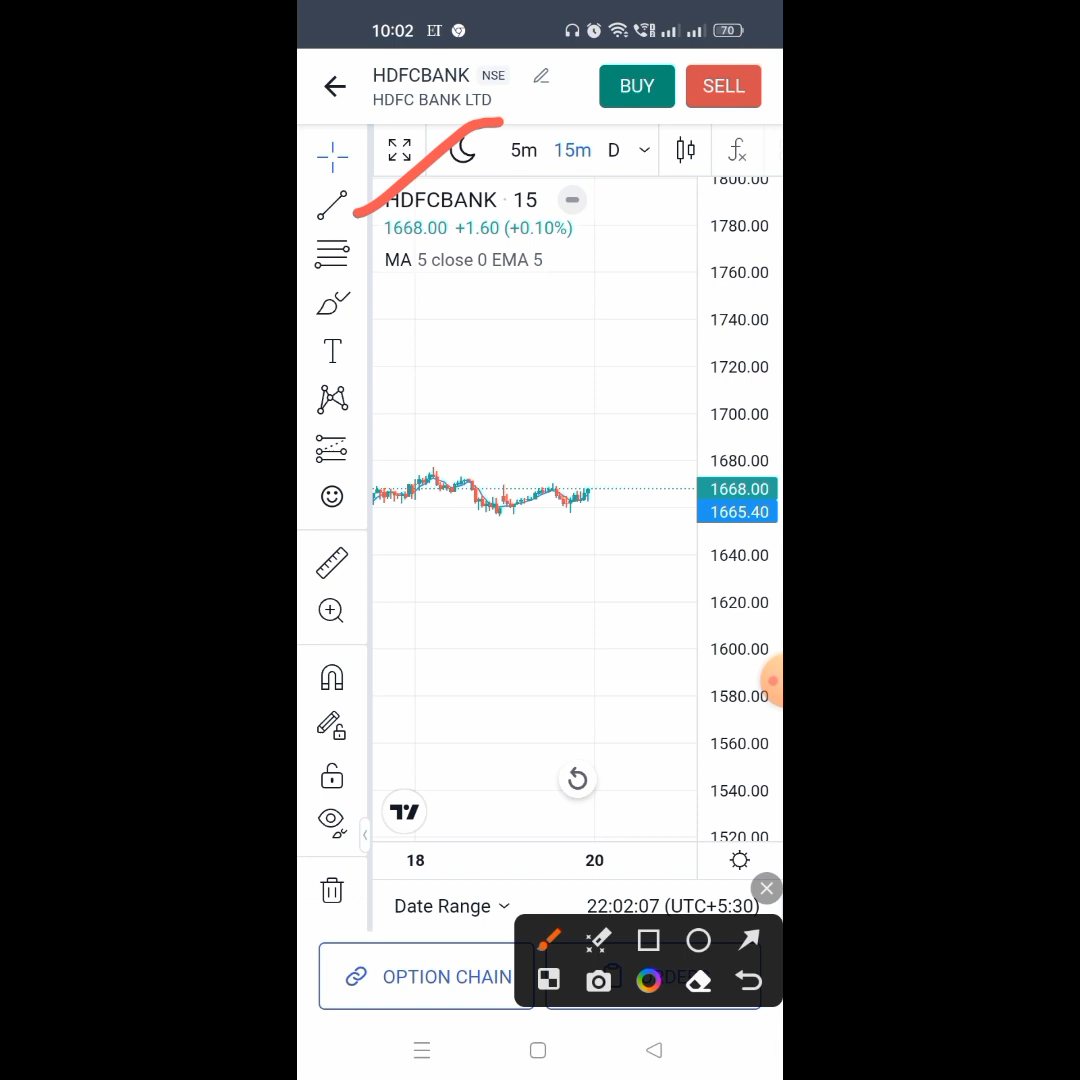 10:02 ET 70
HDFCBANK NSE
HDFC BANK LTD
BUY SELL
5m 15m D
HDFCBANK · 15
1668.00 +1.60 (+0.10%)
MA 5 close 0 EMA 5
1800.00
1780.00
1760.00
1740.00
1720.00
1700.00
1680.00
1668.00
1665.40
1640.00
1620.00
1600.00
1580.00
1560.00
1540.00
1520.00
18 20
Date Range 22:02:07 (UTC+5:30)
OPTION CHAIN